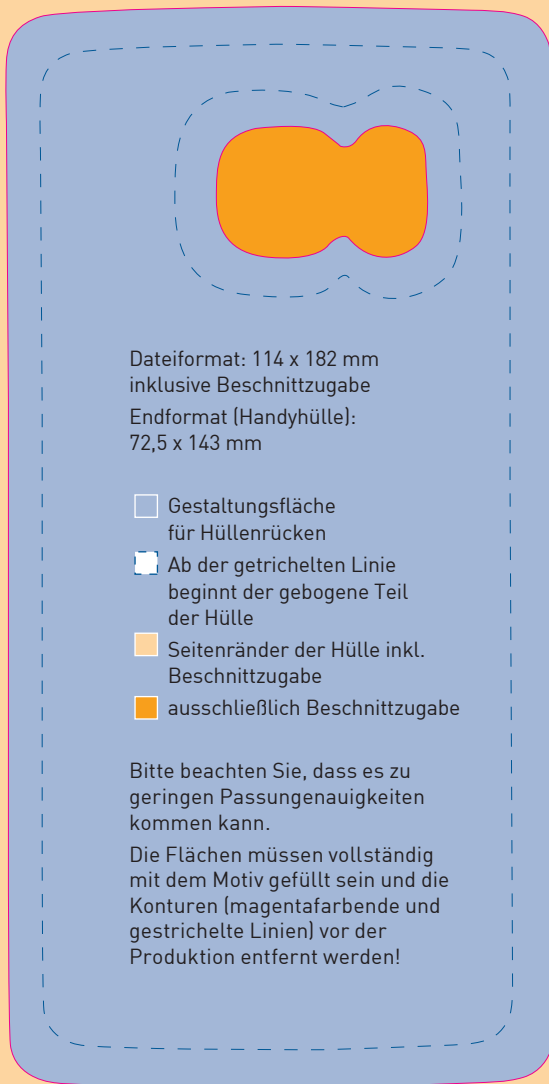 Dateiformat: 114 x 182 mm
inklusive Beschnittzugabe
Endformat (Handyhülle):
72,5 x 143 mm
Gestaltungsfläche
für Hüllenrücken
Ab der getrichelten Linie
beginnt der gebogene Teil
der Hülle
Seitenränder der Hülle inkl.
Beschnittzugabe
ausschließlich Beschnittzugabe
Bitte beachten Sie, dass es zu
geringen Passungenauigkeiten
kommen kann.
Die Flächen müssen vollständig
mit dem Motiv gefüllt sein und die
Konturen (magentafarbende und
gestrichelte Linien) vor der
Produktion entfernt werden!